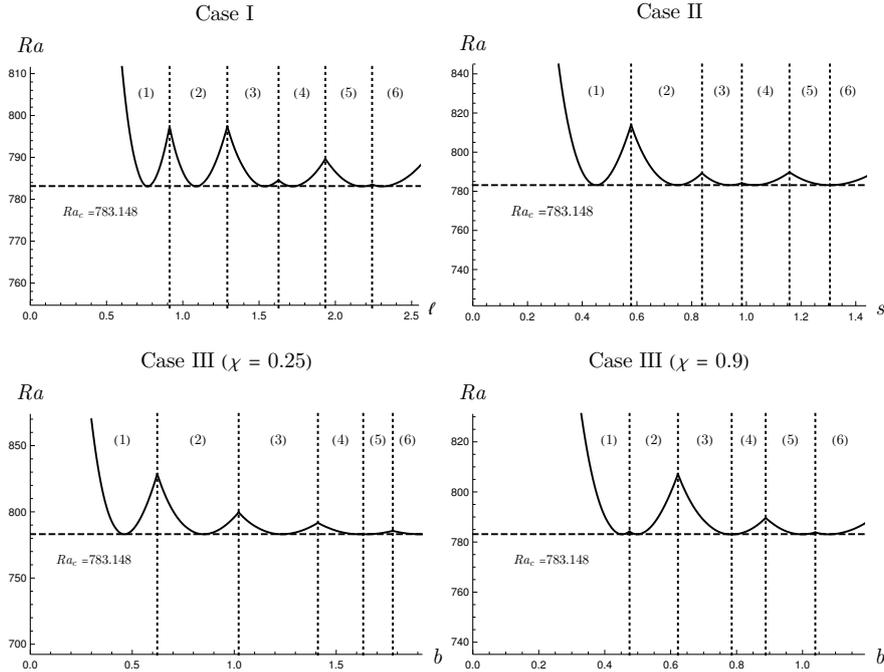 Case I
Ra
810
800
790
780
770
760
(1) (2) (3) (4) (5) (6)
Ra_c =783.148
0.0 0.5 1.0 1.5 2.0 2.5
ℓ
Case II
Ra
840
820
800
780
760
740
(1) (2) (3) (4) (5) (6)
Ra_c =783.148
0.0 0.2 0.4 0.6 0.8 1.0 1.2 1.4
s
Case III (χ = 0.25)
Ra
850
800
750
700
(1) (2) (3) (4) (5) (6)
Ra_c =783.148
0.0 0.5 1.0 1.5
b
Case III (χ = 0.9)
Ra
820
800
780
760
740
(1) (2) (3) (4) (5) (6)
Ra_c =783.148
0.0 0.2 0.4 0.6 0.8 1.0
b